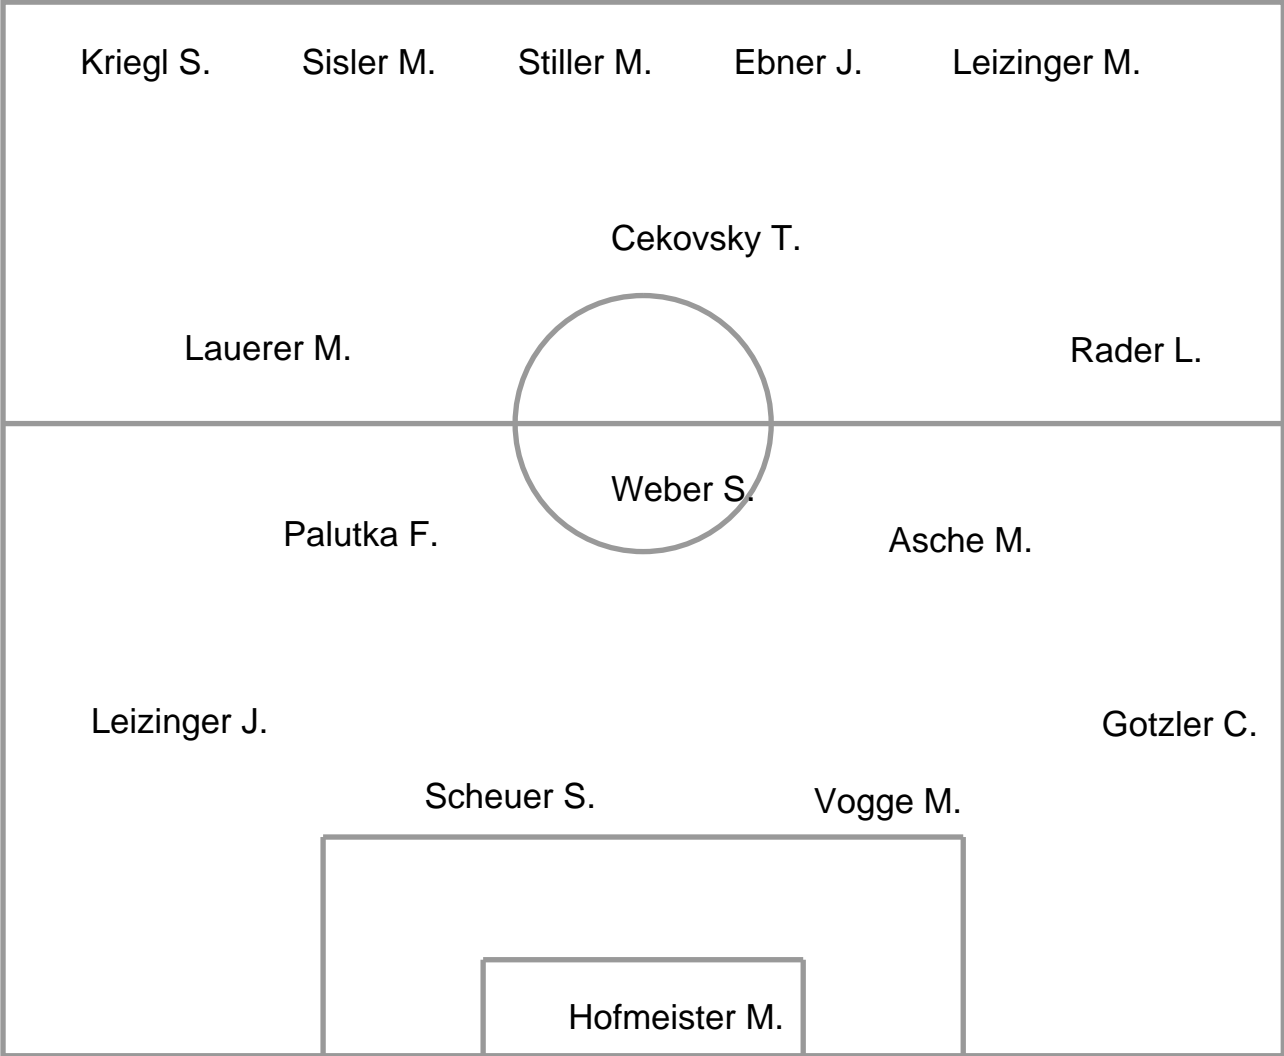 Kriegl S. Sisler M. Stiller M. Ebner J. Leizinger M.
Cekovsky T.
Lauerer M. Rader L.
Weber S.
Palutka F. Asche M.
Leizinger J. Gotzler C.
Scheuer S. Vogge M.
Hofmeister M.